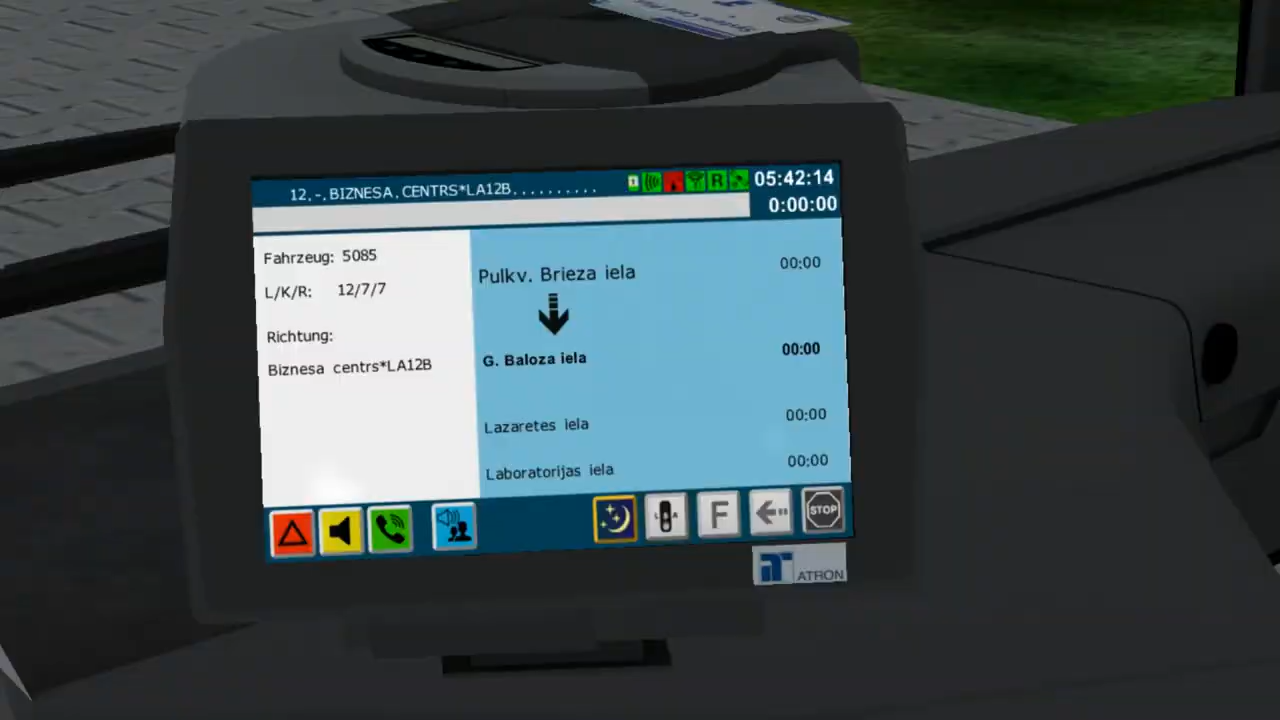 12,-,BIZNESA,CENTRS*LA12B..........
1
R
05:42:14
0:00:00
Fahrzeug: 5085
L/K/R: 12/7/7
Richtung:
Biznesa centrs*LA12B
Pulkv. Brieza iela 00:00
G. Baloza iela 00:00
Lazaretes iela 00:00
Laboratorijas iela 00:00
L A
F
STOP
ATRON